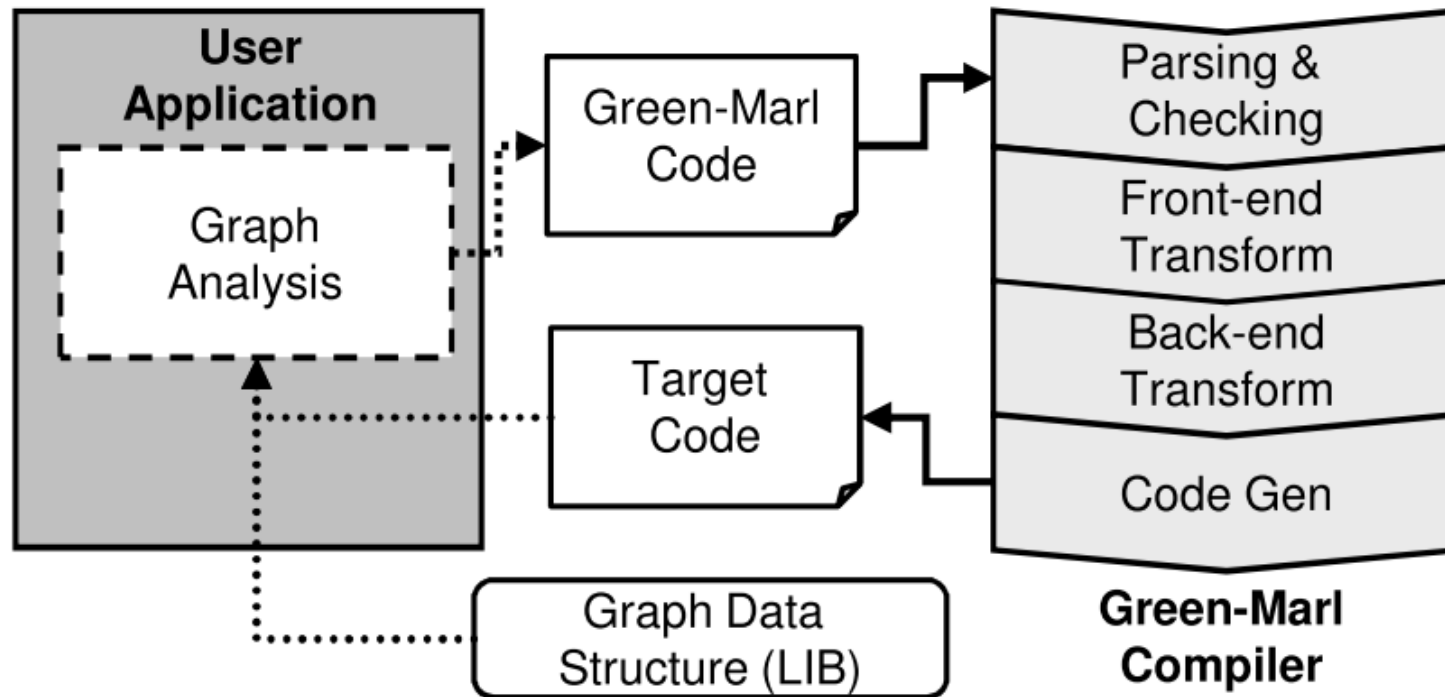 User
Application
Graph
Analysis
Green-Marl
Code
Target
Code
Graph Data
Structure (LIB)
Parsing &
Checking
Front-end
Transform
Back-end
Transform
Code Gen
Green-Marl
Compiler